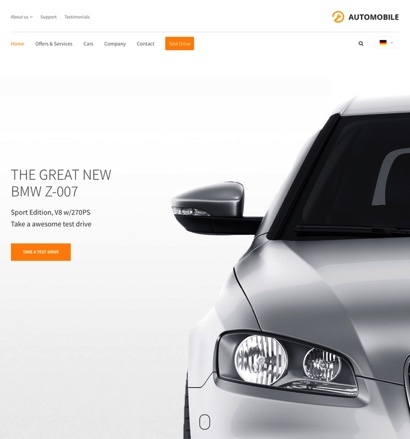 About us
Support
Testimonials
AUTOMOBILE
Home
Offers & Services
Cars
Company
Contact
Test Drive
THE GREAT NEW
BMW Z-007
Sport Edition, V8 w/270PS
Take a awesome test drive
TAKE A TEST DRIVE